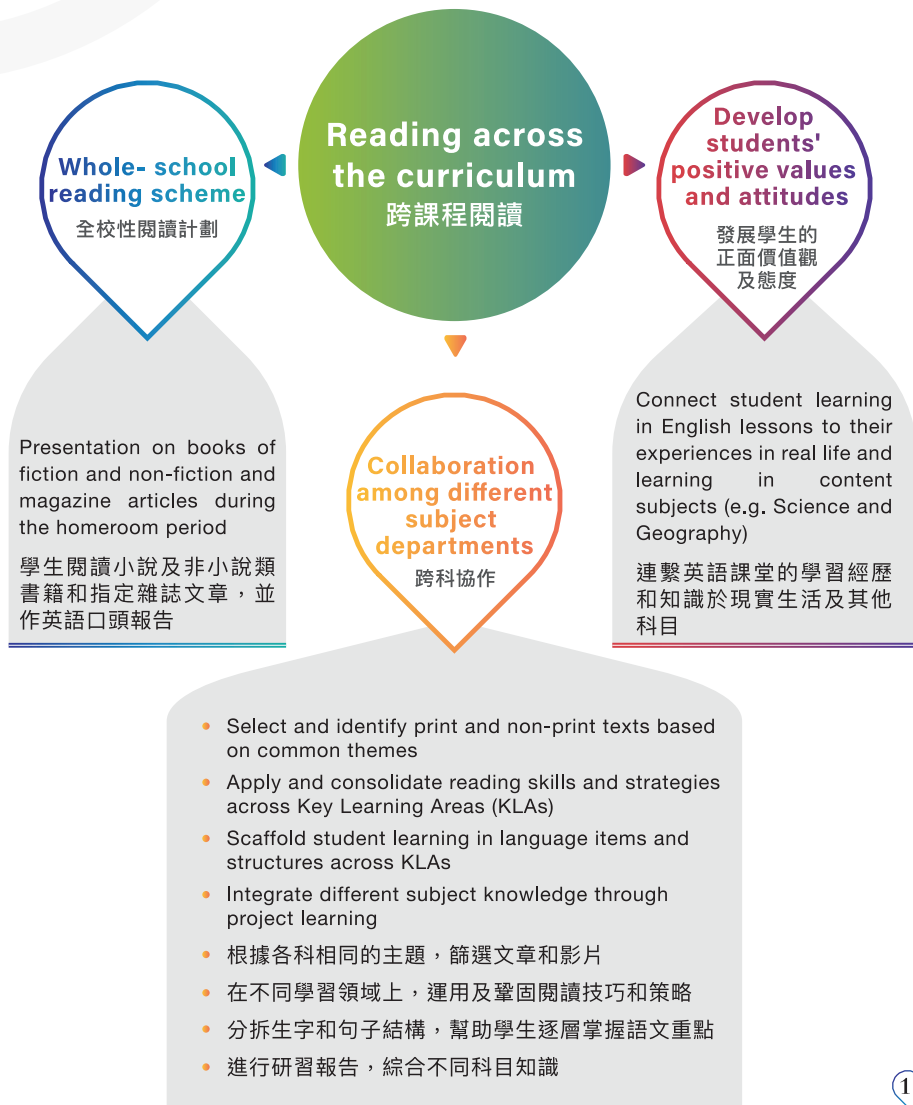 Reading across
the curriculum
跨課程閱讀
Whole- school
reading scheme
全校性閱讀計劃
Presentation on books of
fiction and non-fiction and
magazine articles during
the homeroom period
學生閱讀小說及非小說類
書籍和指定雜誌文章，並
作英語口頭報告
Collaboration
among different
subject
departments
跨科協作
Select and identify print and non-print texts based
on common themes
Apply and consolidate reading skills and strategies
across Key Learning Areas (KLAs)
Scaffold student learning in language items and
structures across KLAs
Integrate different subject knowledge through
project learning
根據各科相同的主題，篩選文章和影片
在不同學習領域上，運用及鞏固閱讀技巧和策略
分拆生字和句子結構，幫助學生逐層掌握語文重點
進行研習報告，綜合不同科目知識
Develop
students'
positive values
and attitudes
發展學生的
正面價值觀
及態度
Connect student learning
in English lessons to their
experiences in real life and
learning in content
subjects (e.g. Science and
Geography)
連繫英語課堂的學習經歷
和知識於現實生活及其他
科目